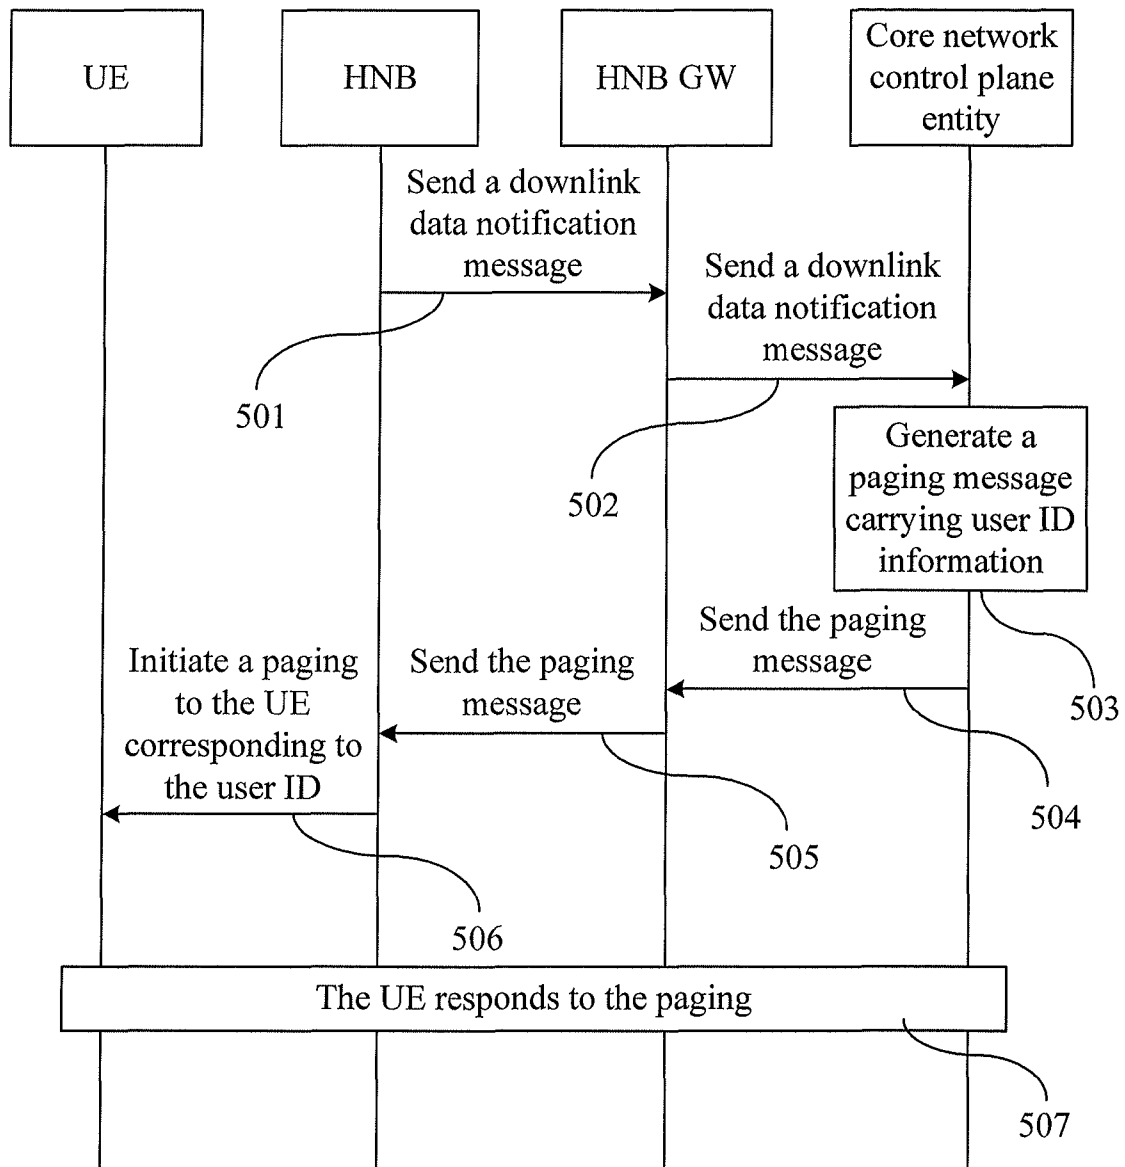 UE
HNB
HNB GW
Core network
control plane
entity
Send a downlink
data notification
message
501
Send a downlink
data notification
message
502
Generate a
paging message
carrying user ID
information
503
Send the paging
message
504
Send the paging
message
505
Initiate a paging
to the UE
corresponding to
the user ID
506
The UE responds to the paging
507